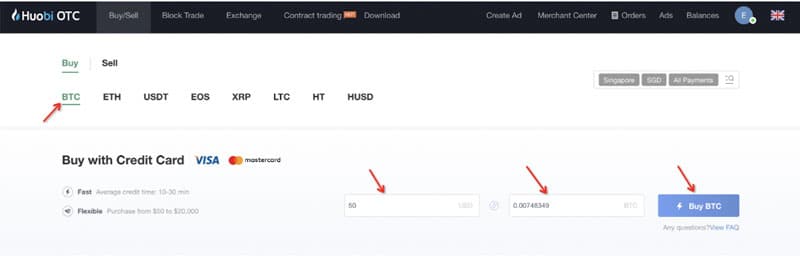 Huobi OTC Buy/Sell Block Trade Exchange Contract trading HOT Download Create Ad Merchant Center Orders Ads Balances E
Buy Sell
Singapore SGD All Payments
BTC ETH USDT EOS XRP LTC HT HUSD
Buy with Credit Card VISA mastercard
Fast Average credit time: 10-30 min
50 USD 0.00748349 BTC Buy BTC
Flexible Purchase from $50 to $20,000
Any questions?View FAQ